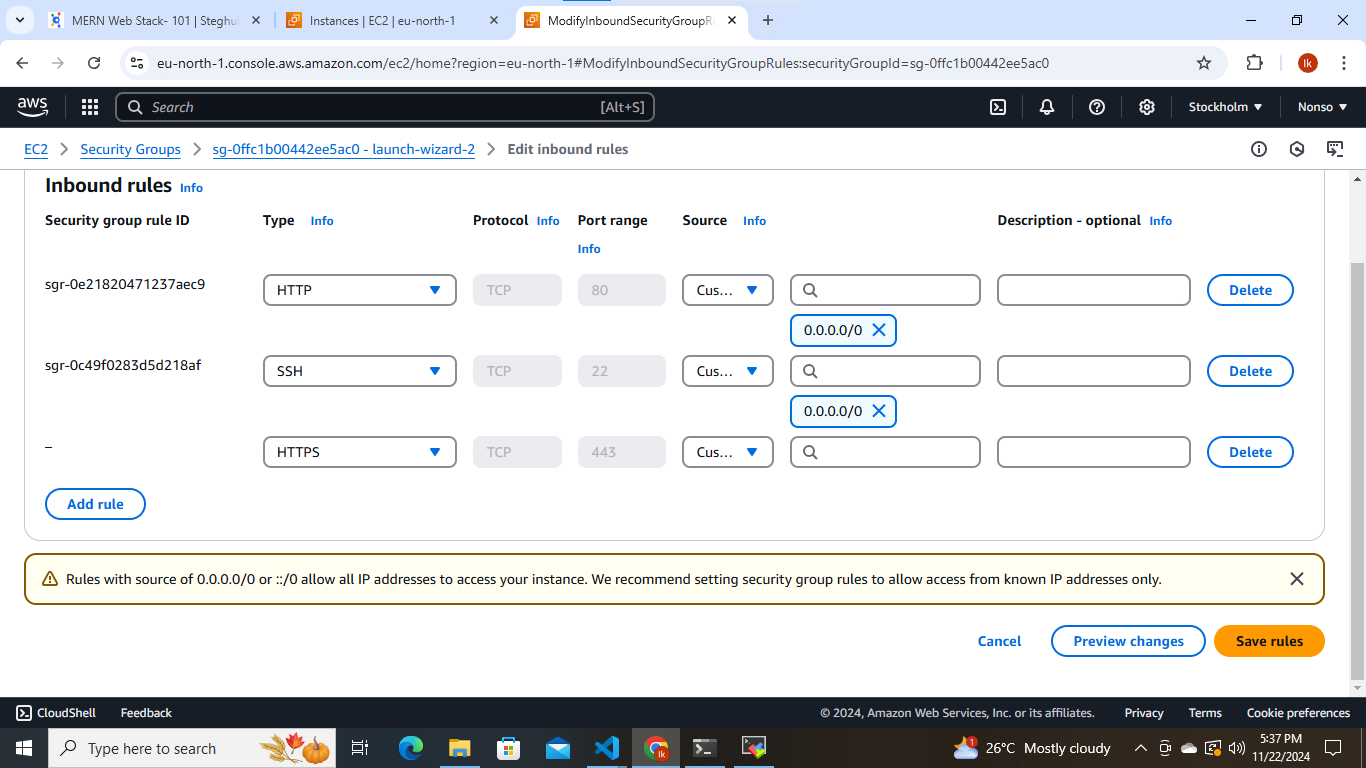 MERN Web Stack- 101 | Steghu
Instances | EC2 | eu-north-1
ModifyInboundSecurityGroupRu
eu-north-1.console.aws.amazon.com/ec2/home?region=eu-north-1#ModifyInboundSecurityGroupRules:securityGroupId=sg-0ffc1b00442ee5ac0
Ik
aws
Search
[Alt+S]
Stockholm
Nonso
EC2
Security Groups
sg-0ffc1b00442ee5ac0 - launch-wizard-2
Edit inbound rules
Inbound rules Info
Security group rule ID
Type Info
Protocol Info
Port range
Info
Source Info
Description - optional Info
sgr-0e21820471237aec9
HTTP
TCP
80
Cus...
Delete
0.0.0.0/0
sgr-0c49f0283d5d218af
SSH
TCP
22
Cus...
Delete
0.0.0.0/0
–
HTTPS
TCP
443
Cus...
Delete
Add rule
Rules with source of 0.0.0.0/0 or ::/0 allow all IP addresses to access your instance. We recommend setting security group rules to allow access from known IP addresses only.
Cancel
Preview changes
Save rules
CloudShell
Feedback
© 2024, Amazon Web Services, Inc. or its affiliates.
Privacy
Terms
Cookie preferences
Type here to search
1
26°C Mostly cloudy
5:37 PM
11/22/2024